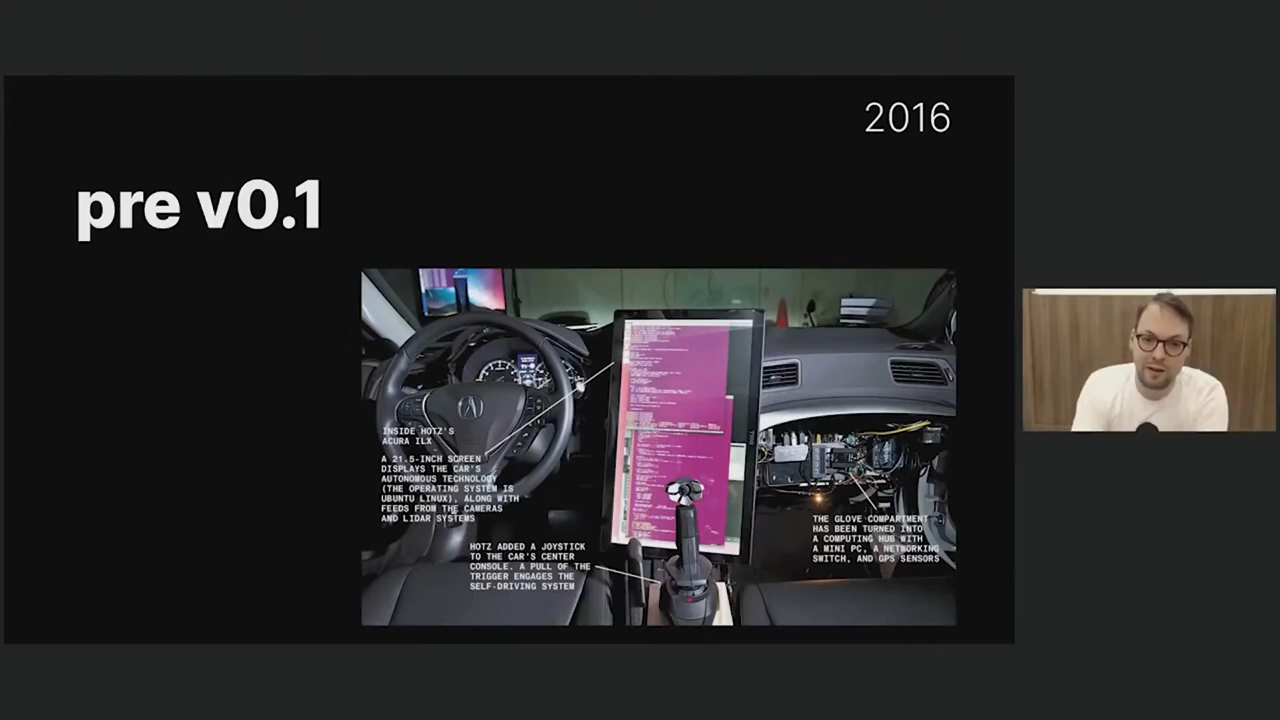 2016
pre v0.1
INSIDE HOTZ'S
ACURA ILX
A 21.5-INCH SCREEN
DISPLAYS THE CAR'S
AUTONOMOUS TECHNOLOGY
(THE OPERATING SYSTEM IS
UBUNTU LINUX), ALONG WITH
FEEDS FROM THE CAMERAS
AND LIDAR SYSTEMS
HOTZ ADDED A JOYSTICK
TO THE CAR'S CENTER
CONSOLE. A PULL OF THE
TRIGGER ENGAGES THE
SELF-DRIVING SYSTEM
THE GLOVE COMPARTMENT
HAS BEEN TURNED INTO
A COMPUTING HUB WITH
A MINI PC, A NETWORKING
SWITCH, AND GPS SENSORS